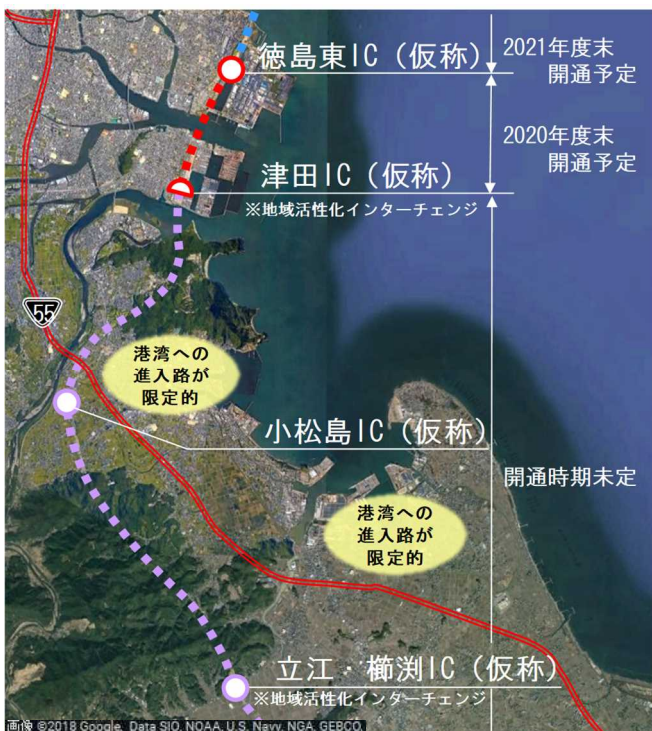 徳島東IC（仮称）
2021年度末
開通予定
2020年度末
開通予定
津田IC（仮称）
※地域活性化インターチェンジ
55
港湾への
進入路が
限定的
小松島IC（仮称）
開通時期未定
港湾への
進入路が
限定的
立江・櫛渕IC（仮称）
※地域活性化インターチェンジ
画像 ©2018 Google, Data SIO, NOAA, U.S. Navy, NGA, GEBCO,